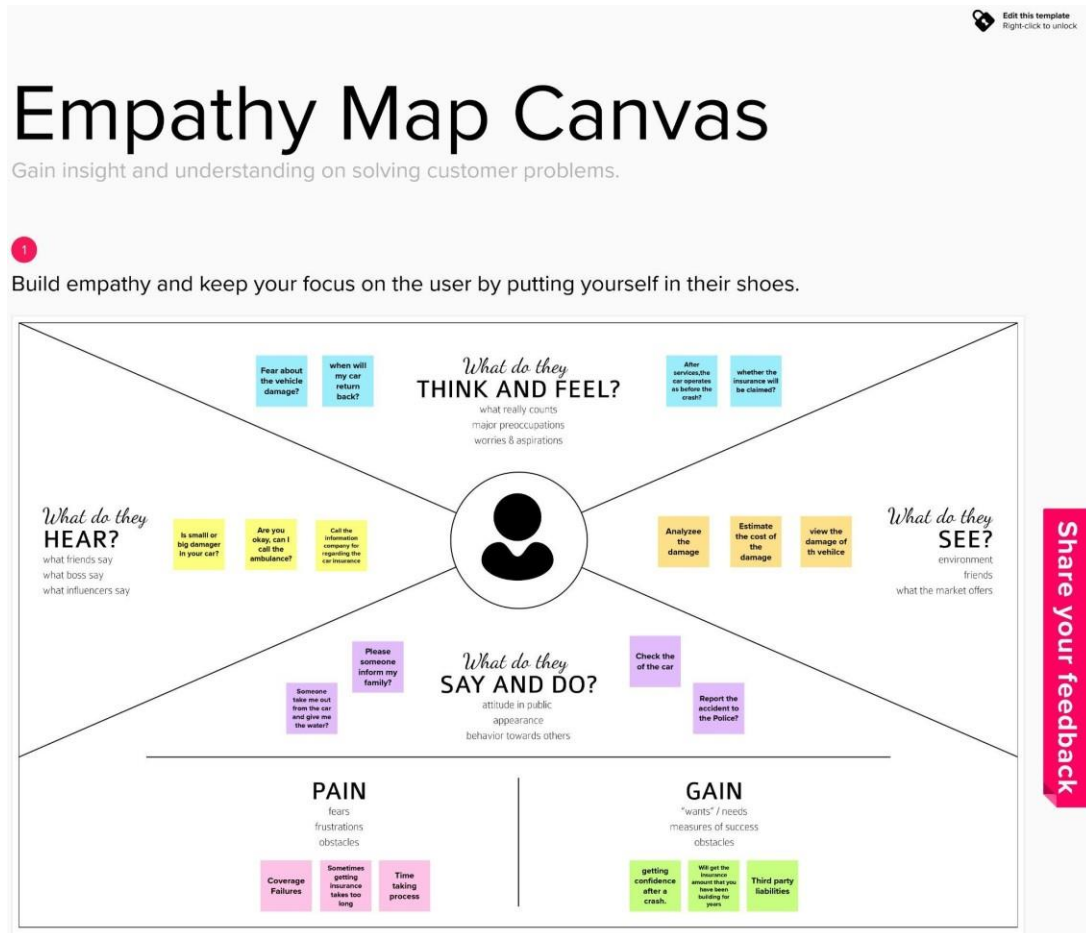 Edit this template
Right-click to unlock
Empathy Map Canvas
Gain insight and understanding on solving customer problems.
1
Build empathy and keep your focus on the user by putting yourself in their shoes.
Fear about
the vehicle
damage?
when will
my car
return
back?
What do they
THINK AND FEEL?
what really counts
major preoccupations
worries & aspirations
After
services,the
car operates
as before the
crash?
whether the
insurance will
be claimed?
What do they
HEAR?
what friends say
what boss say
what influencers say
Is smalll or
big damager
in your car?
Are you
okay, can I
call the
ambulance?
Call the
information
company for
regarding the
car insurance
Analyzee
the
damage
Estimate
the cost of
the
damage
view the
damage of
th vehilce
What do they
SEE?
environment
friends
what the market offers
Please
someone
inform my
family?
Someone
take me out
from the car
and give me
the water?
What do they
SAY AND DO?
attitude in public
appearance
behavior towards others
Check the
of the car
Report the
accident to
the Police?
PAIN
fears
frustrations
obstacles
Coverage
Failures
Sometimes
getting
insurance
takes too
long
Time
taking
process
GAIN
"wants" / needs
measures of success
obstacles
getting
confidence
after a
crash.
Will get the
insurance
amount that you
have been
building for
years
Third party
liabilities
Share your feedback